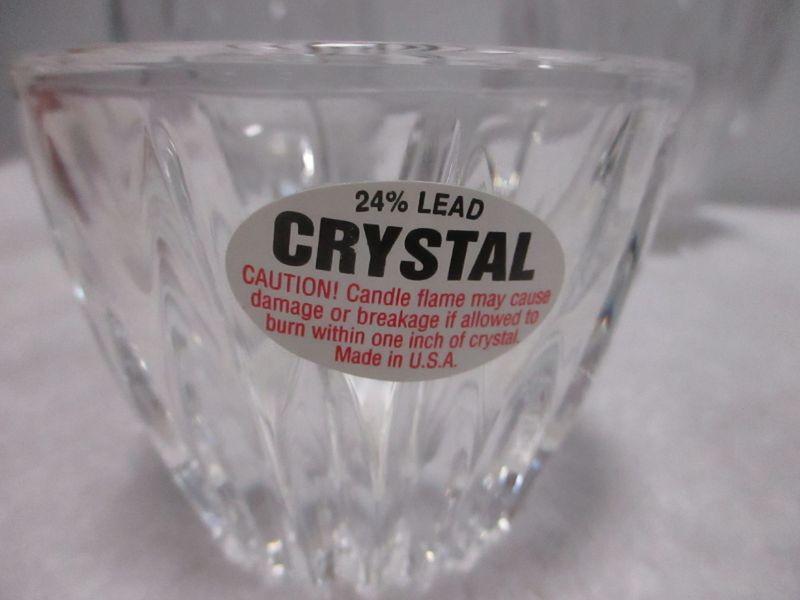 24% LEAD
CRYSTAL
CAUTION! Candle flame may cause
damage or breakage if allowed to
burn within one inch of crystal.
Made in U.S.A.